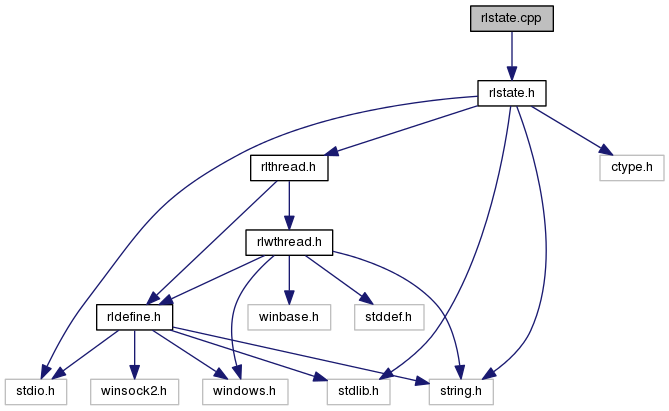 rlstate.cpp
rlstate.h
rlthread.h
ctype.h
rlwthread.h
rldefine.h
winbase.h
stddef.h
stdio.h
winsock2.h
windows.h
stdlib.h
string.h